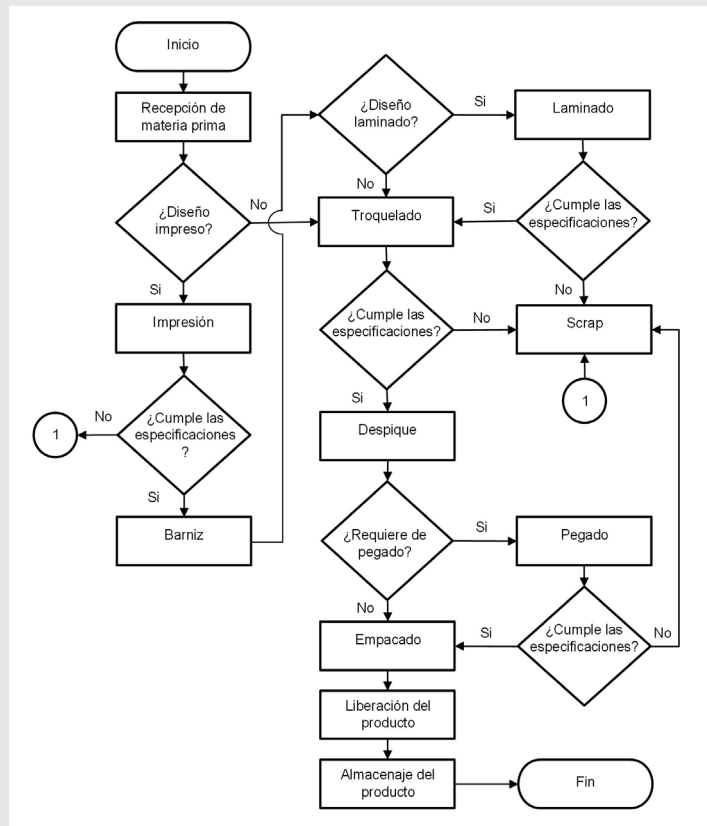 Inicio
Recepción de
materia prima
¿Diseño
impreso?
No
Si
Impresión
¿Cumple las
especificaciones
?
No
1
Si
Barniz
¿Diseño
laminado?
Si
No
Laminado
¿Cumple las
especificaciones?
Si
No
Troquelado
¿Cumple las
especificaciones?
No
Si
Scrap
1
Despique
¿Requiere de
pegado?
Si
No
Pegado
¿Cumple las
especificaciones?
Si
No
Empacado
Liberación del
producto
Almacenaje del
producto
Fin